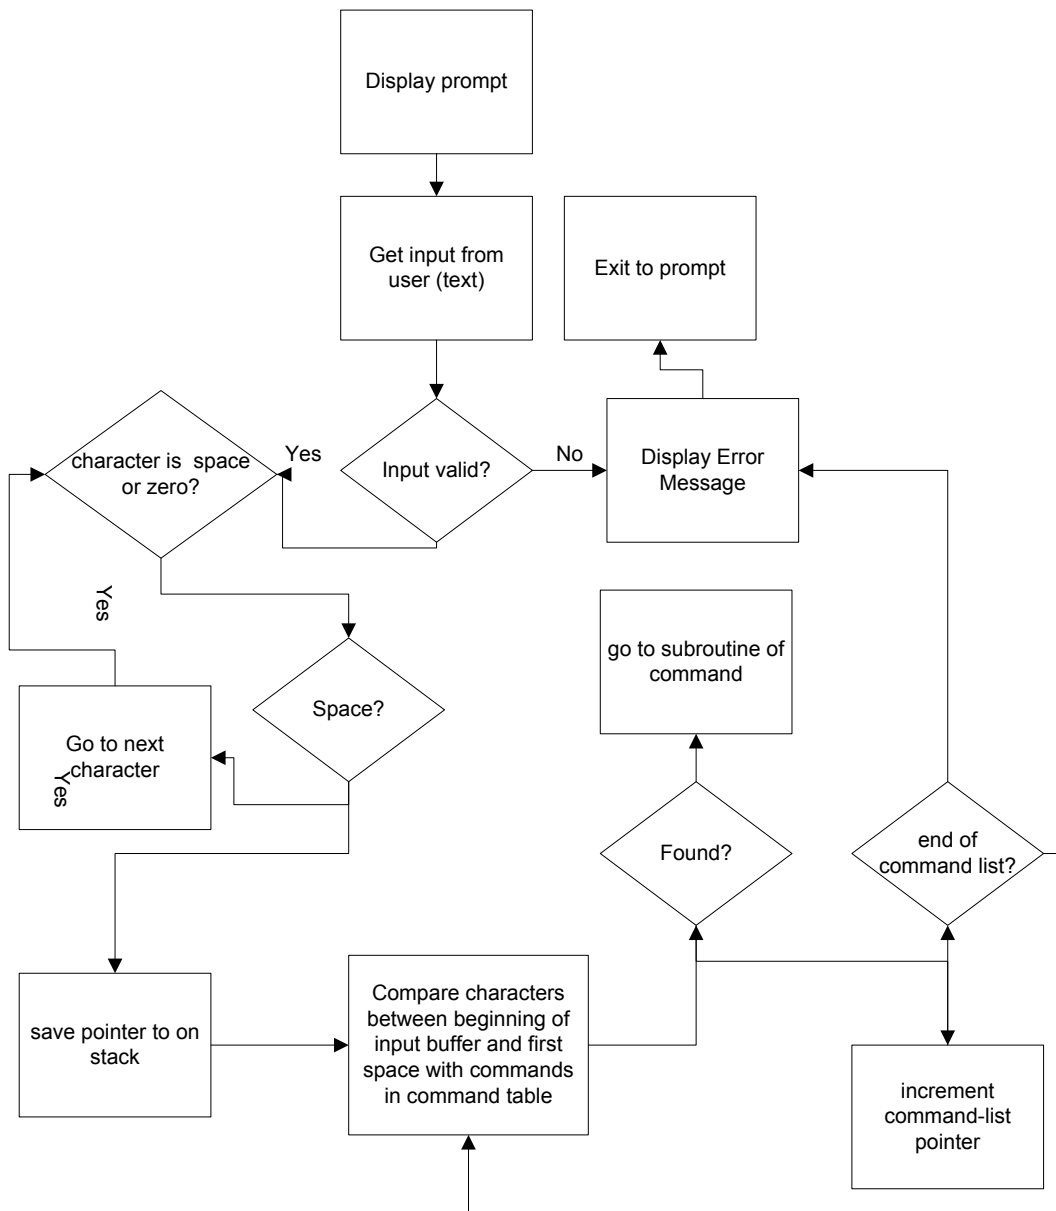 Display prompt
Get input from
user (text)
Exit to prompt
character is  space
or zero?
Yes
Input valid?
No
Display Error
Message
Yes
go to subroutine of
command
Space?
Go to next
character
Yes
Found?
end of
command list?
save pointer to on
stack
Compare characters
between beginning of
input buffer and first
space with commands
in command table
increment
command-list
pointer